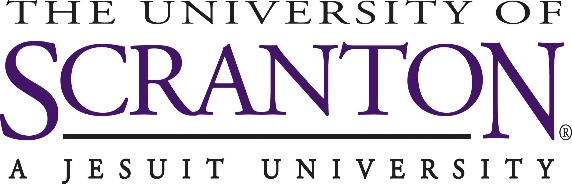 THE UNIVERSITY OF
SCRANTON®
A JESUIT UNIVERSITY